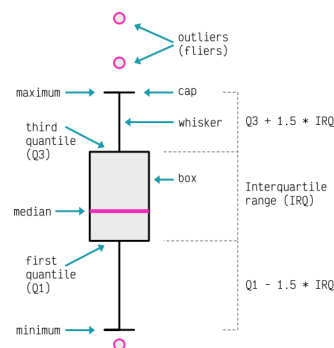 outliers
(fliers)
maximum
cap
whisker
Q3 + 1.5 * IRQ
third
quantile
(Q3)
box
Interquartile
range (IRQ)
median
first
quantile
(Q1)
Q1 - 1.5 * IRQ
minimum